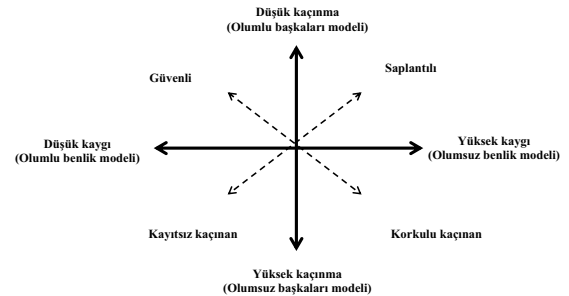 Düşük kaçınma
(Olumlu başkaları modeli)
Güvenli
Saplantılı
Düşük kaygı
(Olumlu benlik modeli)
Yüksek kaygı
(Olumsuz benlik modeli)
Kayıtsız kaçınan
Korkulu kaçınan
Yüksek kaçınma
(Olumsuz başkaları modeli)